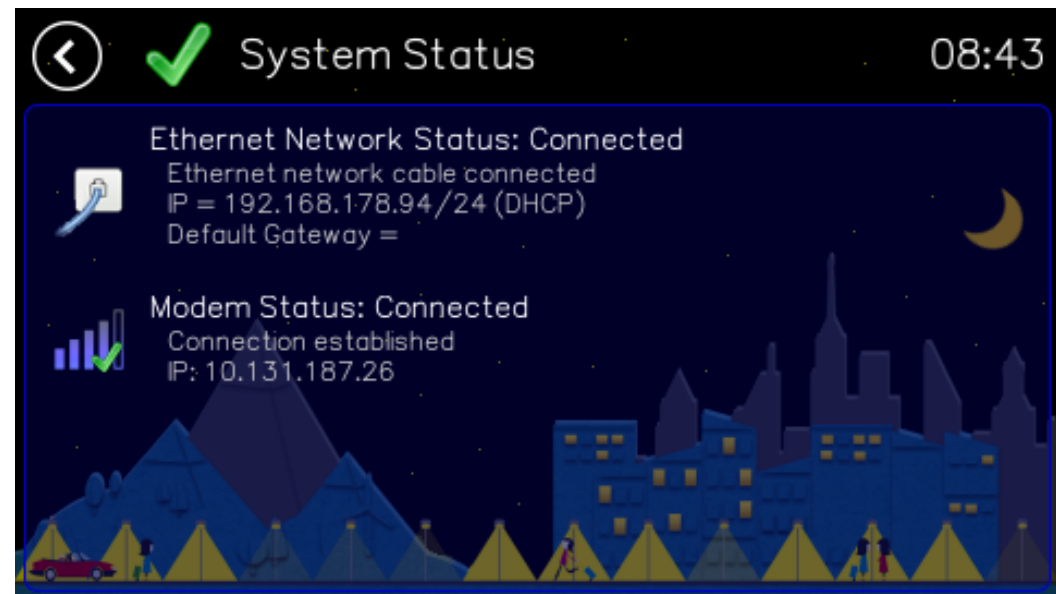 System Status
08:43
Ethernet Network Status: Connected
Ethernet network cable connected
IP = 192.168.178.94/24 (DHCP)
Default Gateway =
Modem Status: Connected
Connection established
IP: 10.131.187.26